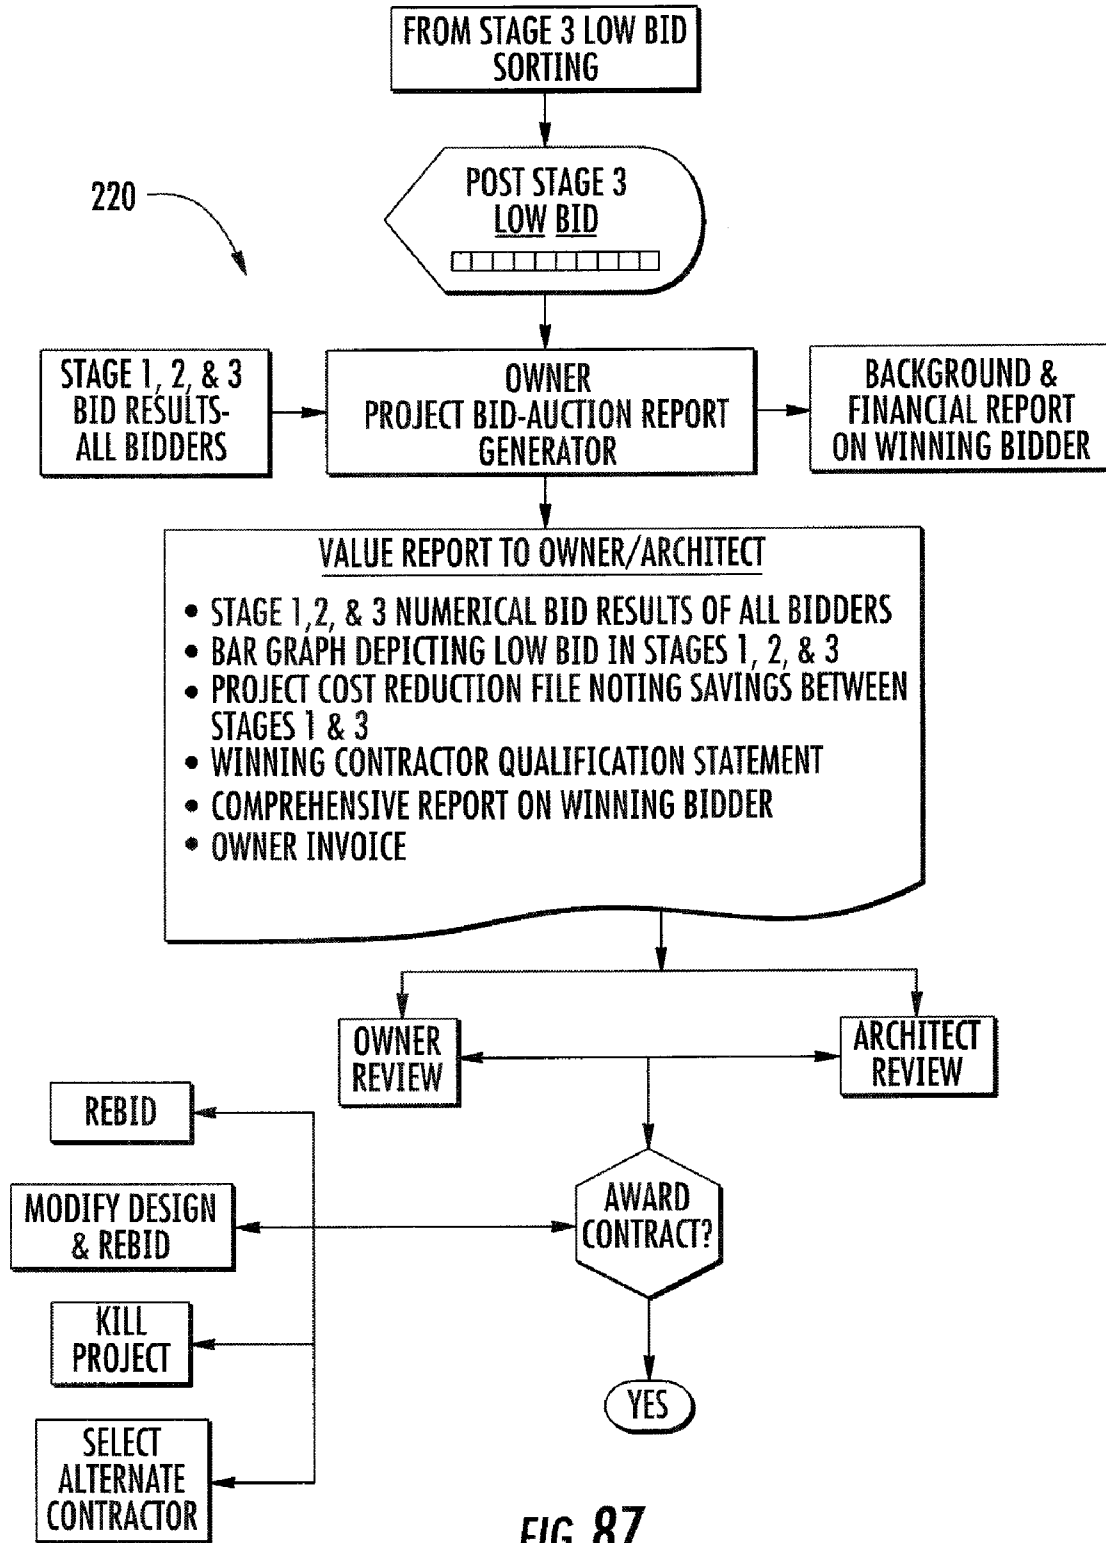 FROM STAGE 3 LOW BID
SORTING
POST STAGE 3
LOW BID
220
STAGE 1, 2, & 3
BID RESULTS-
ALL BIDDERS
OWNER
PROJECT BID-AUCTION REPORT
GENERATOR
BACKGROUND &
FINANCIAL REPORT
ON WINNING BIDDER
VALUE REPORT TO OWNER/ARCHITECT
• STAGE 1,2, & 3 NUMERICAL BID RESULTS OF ALL BIDDERS
• BAR GRAPH DEPICTING LOW BID IN STAGES 1, 2, & 3
• PROJECT COST REDUCTION FILE NOTING SAVINGS BETWEEN
STAGES 1 & 3
• WINNING CONTRACTOR QUALIFICATION STATEMENT
• COMPREHENSIVE REPORT ON WINNING BIDDER
• OWNER INVOICE
OWNER
REVIEW
ARCHITECT
REVIEW
REBID
MODIFY DESIGN
& REBID
AWARD
CONTRACT?
KILL
PROJECT
YES
SELECT
ALTERNATE
CONTRACTOR
FIG. 87